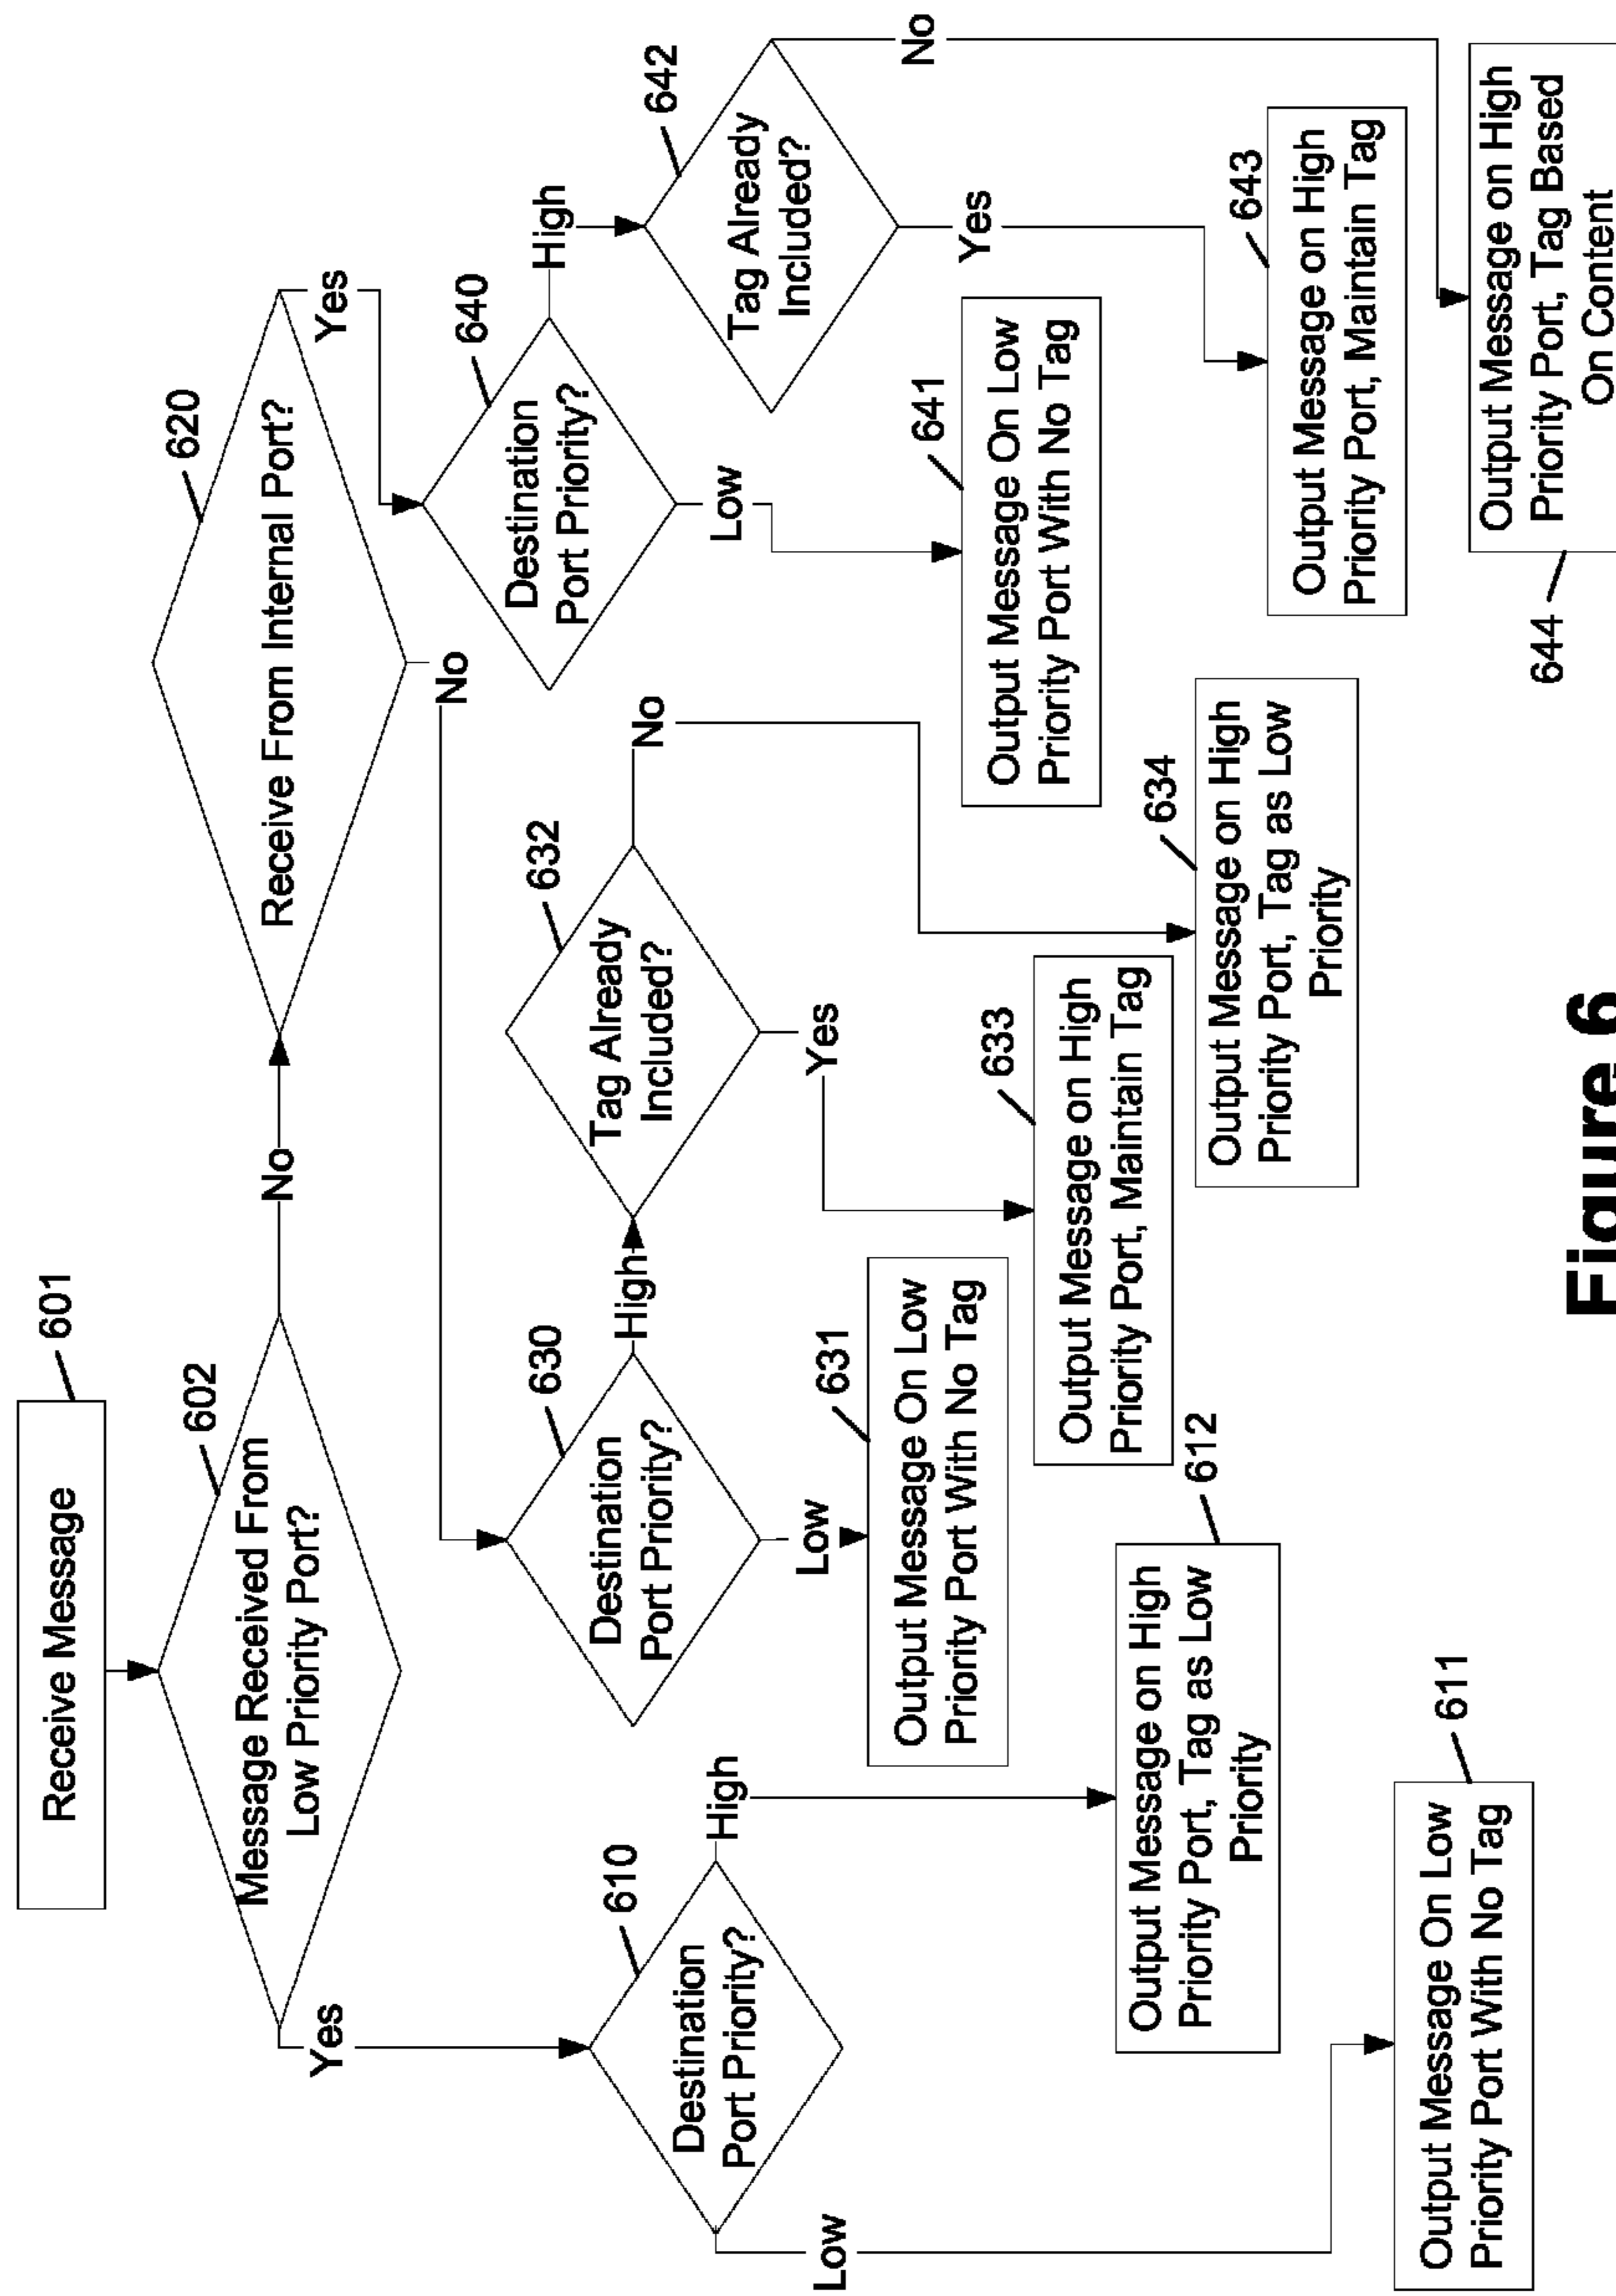 Receive Message
601
Message Received From
Low Priority Port?
602
Yes
No
Receive From Internal Port?
620
Yes
No
Destination
Port Priority?
610
Low
High
Destination
Port Priority?
630
Low
High
Tag Already
Included?
632
Yes
No
Destination
Port Priority?
640
Low
High
Tag Already
Included?
642
Yes
No
Output Message On Low
Priority Port With No Tag
611
Output Message on High
Priority Port, Tag as Low
Priority
612
Output Message On Low
Priority Port With No Tag
631
Output Message on High
Priority Port, Maintain Tag
633
Output Message on High
Priority Port, Tag as Low
Priority
634
Output Message On Low
Priority Port With No Tag
641
Output Message on High
Priority Port, Maintain Tag
643
Output Message on High
Priority Port, Tag Based
On Content
644
Figure 6